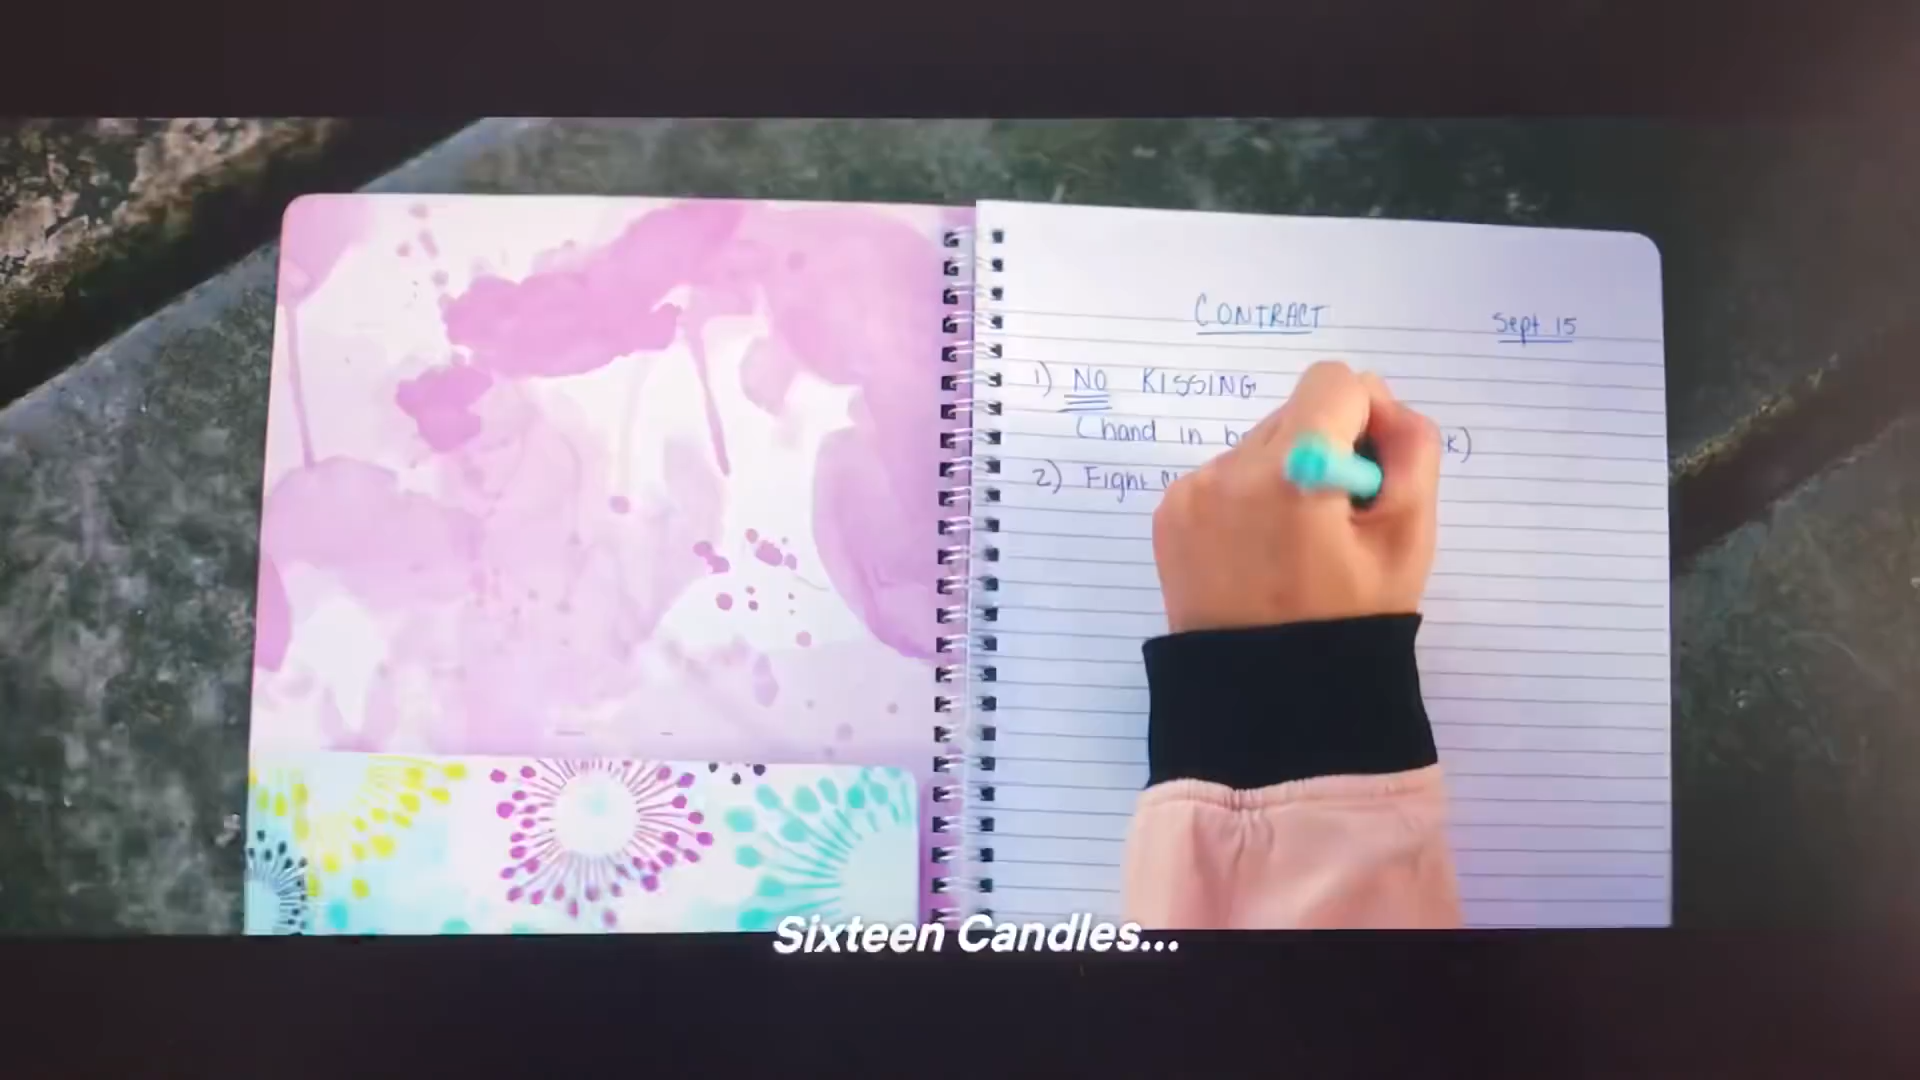 CONTRACT
Sept 15
1) NO KISSING
(hand in
2) Fight
Sixteen Candles...